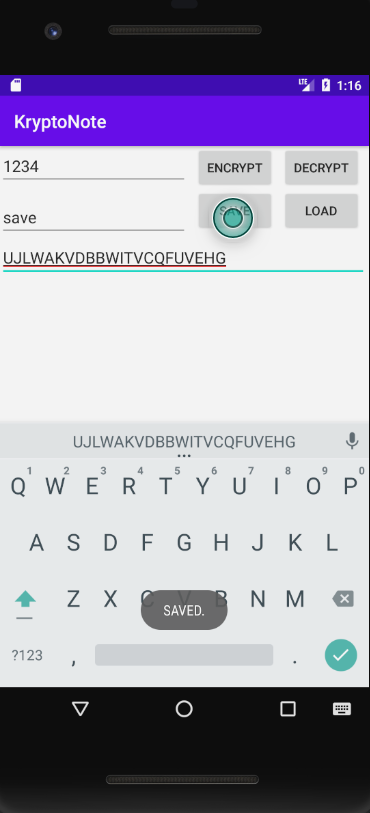 LTE 1:16
KryptoNote
1234 ENCRYPT DECRYPT
save SAVE LOAD
UJLWAKVDBBWITVCQFUVEHG
UJLWAKVDBBWITVCQFUVEHG
1 2 3 4 5 6 7 8 9 0
Q W E R T Y U I O P
A S D F G H J K L
Z X C V B N M
SAVED.
?123 , .